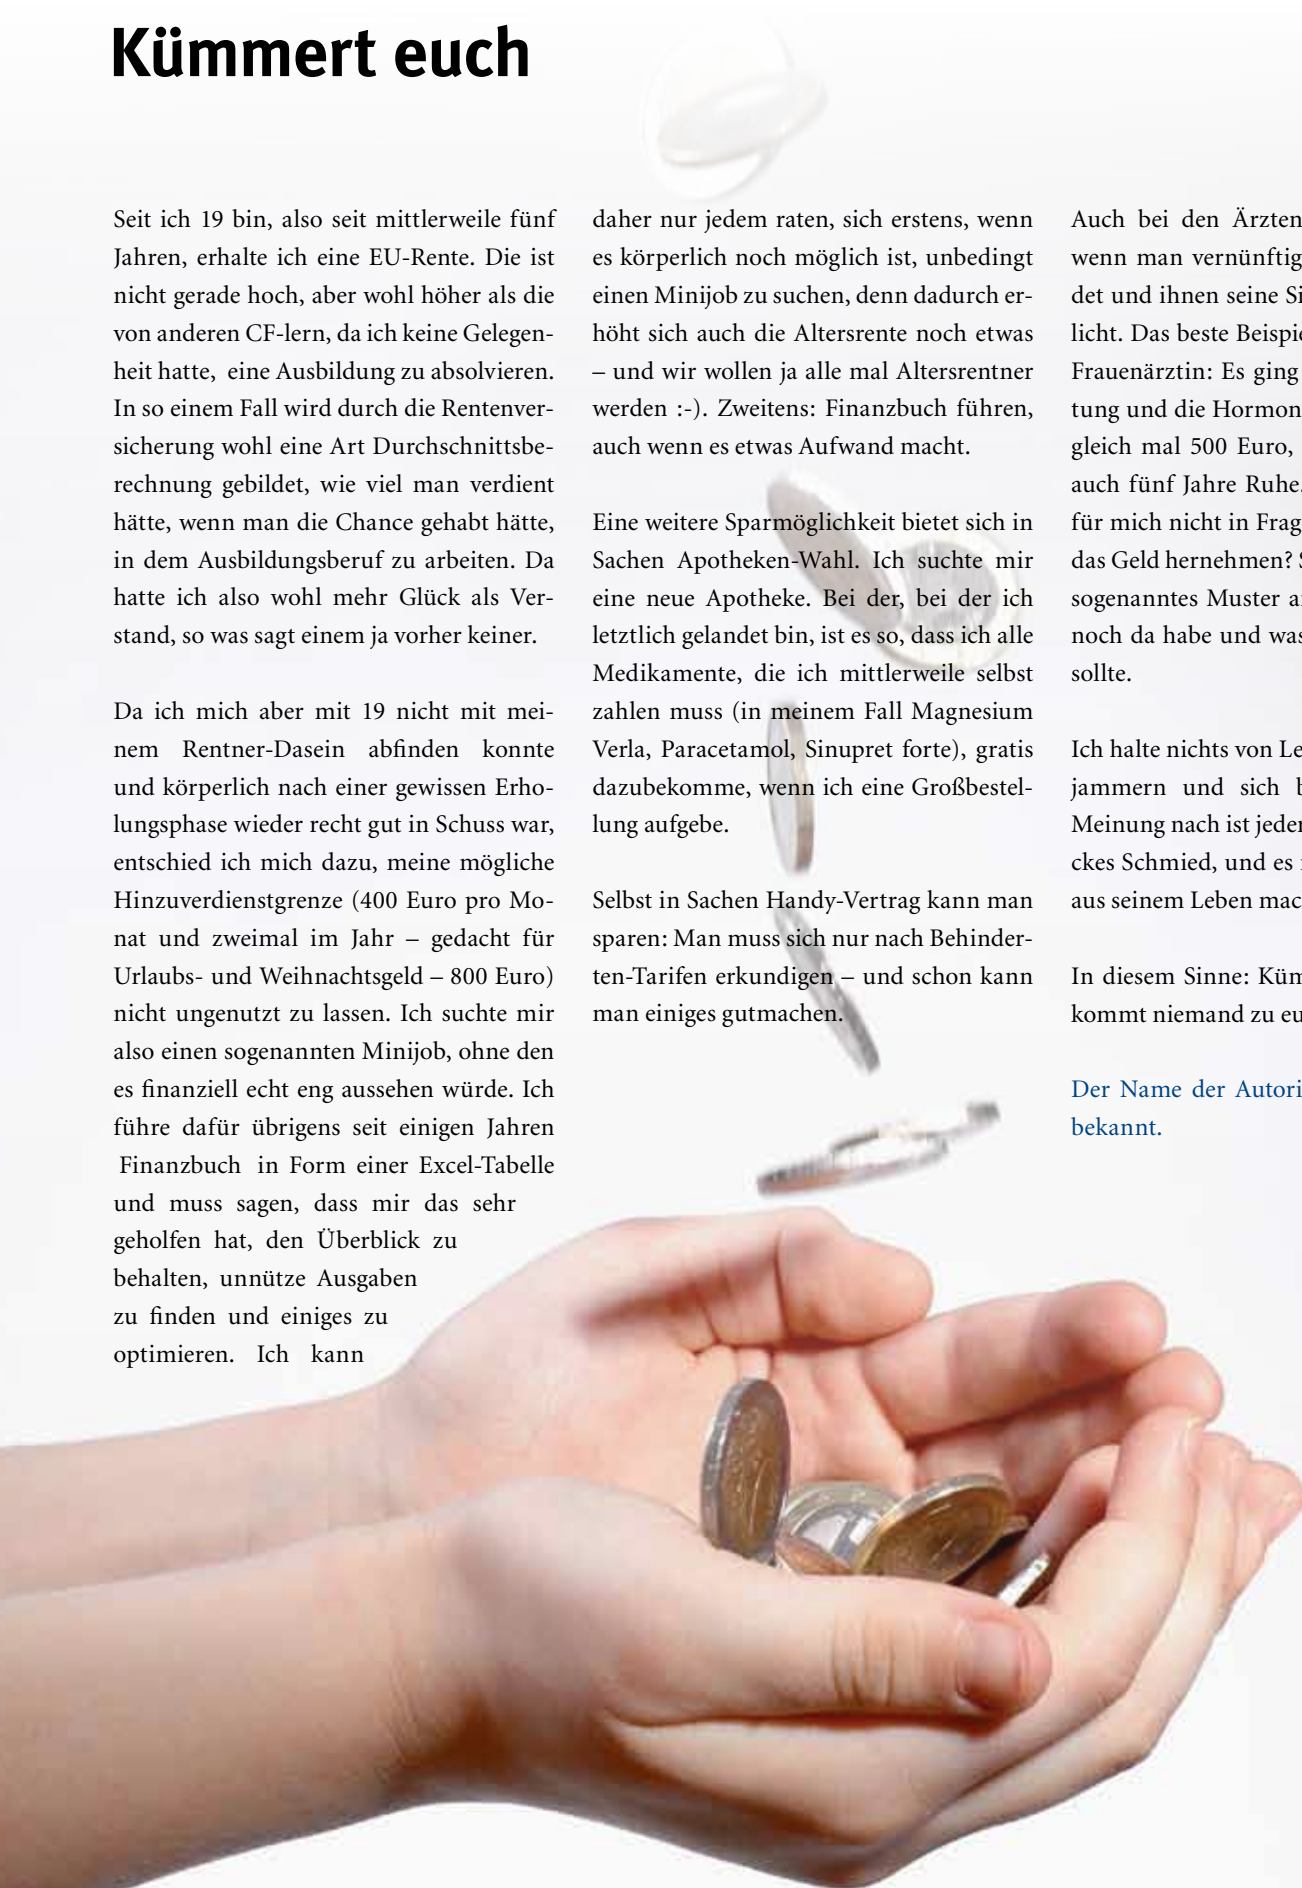 Kümmert euch
Seit ich 19 bin, also seit mittlerweile fünf
Jahren, erhalte ich eine EU-Rente. Die ist
nicht gerade hoch, aber wohl höher als die
von anderen CF-lern, da ich keine Gelegen-
heit hatte, eine Ausbildung zu absolvieren.
In so einem Fall wird durch die Rentenver-
sicherung wohl eine Art Durchschnittsbe-
rechnung gebildet, wie viel man verdient
hätte, wenn man die Chance gehabt hätte,
in dem Ausbildungsberuf zu arbeiten. Da
hatte ich also wohl mehr Glück als Ver-
stand, so was sagt einem ja vorher keiner.
Da ich mich aber mit 19 nicht mit mei-
nem Rentner-Dasein abfinden konnte
und körperlich nach einer gewissen Erho-
lungsphase wieder recht gut in Schuss war,
entschied ich mich dazu, meine mögliche
Hinzuverdienstgrenze (400 Euro pro Mo-
nat und zweimal im Jahr – gedacht für
Urlaubs- und Weihnachtsgeld – 800 Euro)
nicht ungenutzt zu lassen. Ich suchte mir
also einen sogenannten Minijob, ohne den
es finanziell echt eng aussehen würde. Ich
führe dafür übrigens seit einigen Jahren
Finanzbuch in Form einer Excel-Tabelle
und muss sagen, dass mir das sehr
geholfen hat, den Überblick zu
behalten, unnütze Ausgaben
zu finden und einiges zu
optimieren. Ich kann
daher nur jedem raten, sich erstens, wenn
es körperlich noch möglich ist, unbedingt
einen Minijob zu suchen, denn dadurch er-
höht sich auch die Altersrente noch etwas
– und wir wollen ja alle mal Altersrentner
werden :-). Zweitens: Finanzbuch führen,
auch wenn es etwas Aufwand macht.
Eine weitere Sparmöglichkeit bietet sich in
Sachen Apotheken-Wahl. Ich suchte mir
eine neue Apotheke. Bei der, bei der ich
letztlich gelandet bin, ist es so, dass ich alle
Medikamente, die ich mittlerweile selbst
zahlen muss (in meinem Fall Magnesium
Verla, Paracetamol, Sinupret forte), gratis
dazubekomme, wenn ich eine Großbestel-
lung aufgebe.
Selbst in Sachen Handy-Vertrag kann man
sparen: Man muss sich nur nach Behinder-
ten-Tarifen erkundigen – und schon kann
man einiges gutmachen.
Auch bei den Ärzten
wenn man vernünftig
det und ihnen seine
licht. Das beste
Frauenärztin: Es ging
tung und die Hormon
gleich mal 500 Euro,
auch fünf Jahre Ruhe.
für mich nicht in
das Geld hernehmen?
sogenanntes Muster
noch da habe und was
sollte.
Ich halte nichts von
jammern und sich
Meinung nach ist jeder
ckes Schmied, und es
aus seinem Leben
In diesem Sinne:
kommt niemand zu
Der Name der
bekannt.